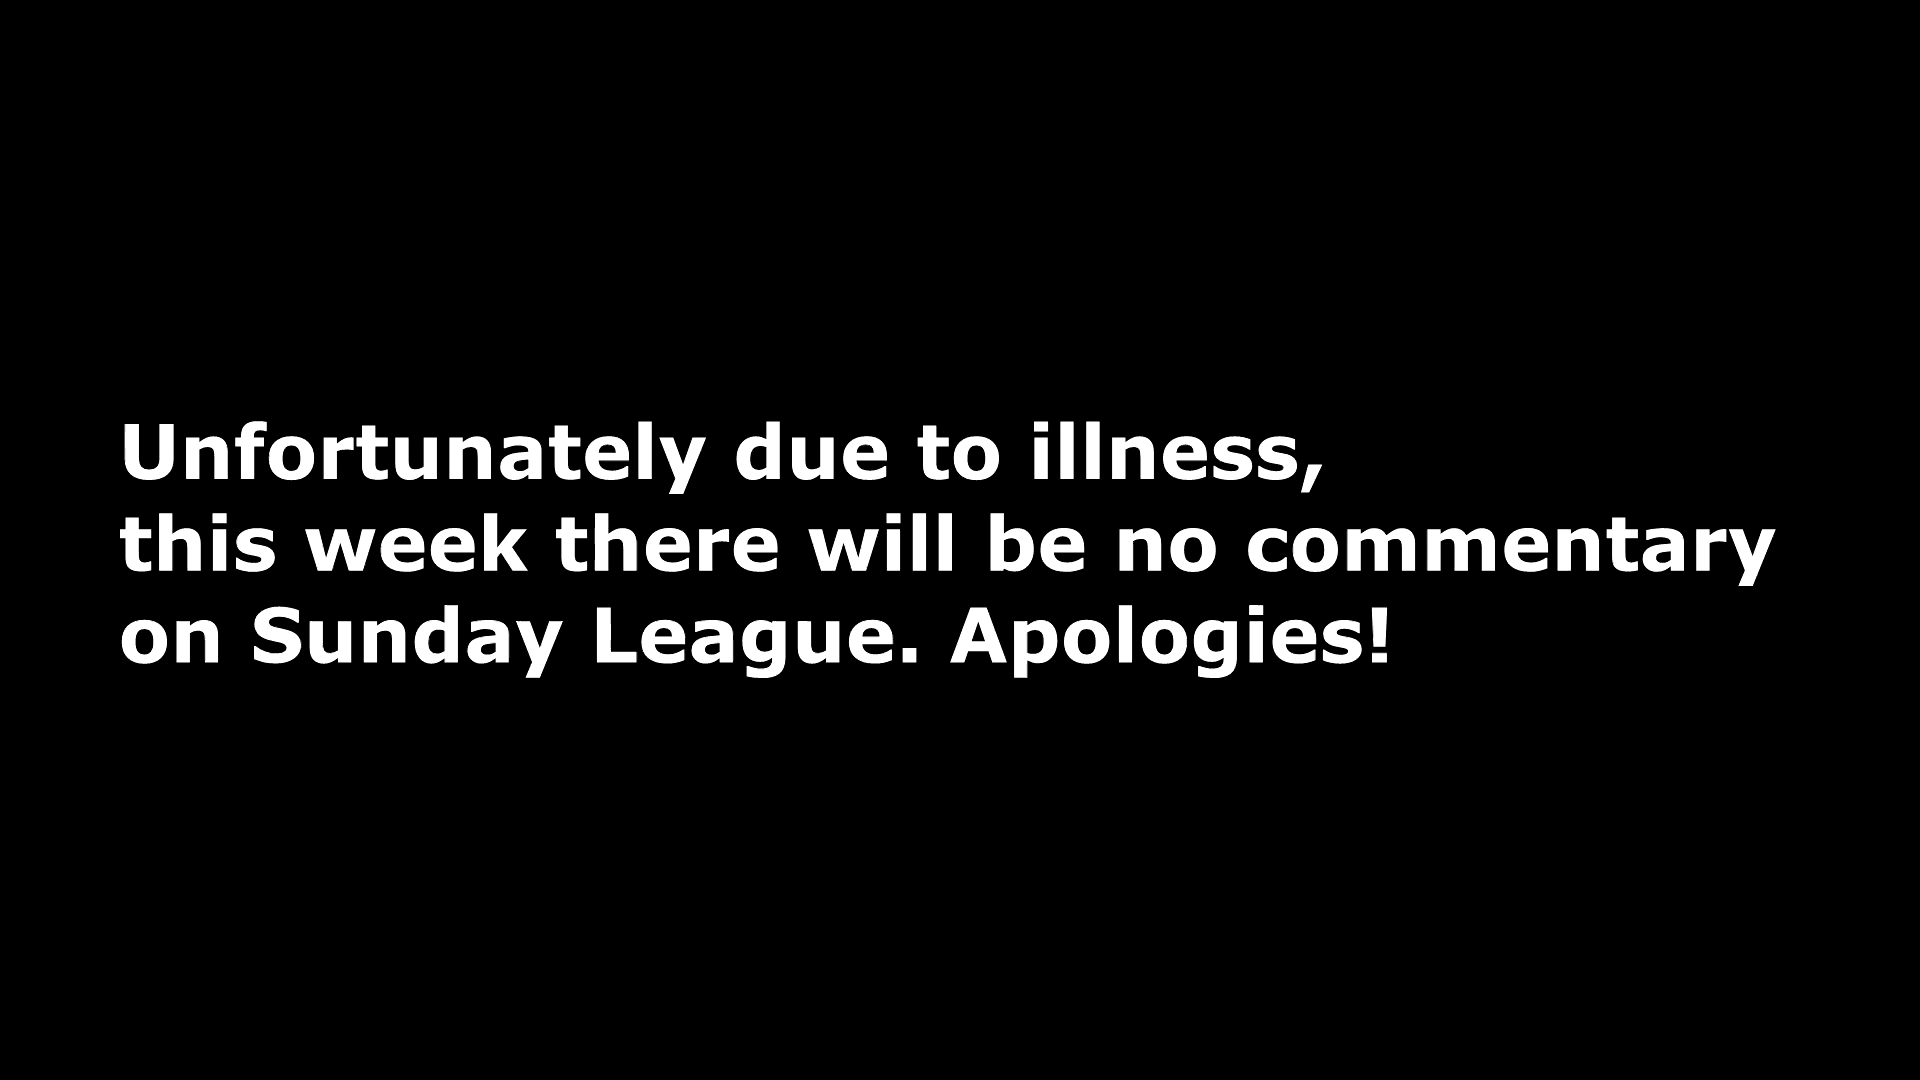 Unfortunately due to illness,
this week there will be no commentary
on Sunday League. Apologies!